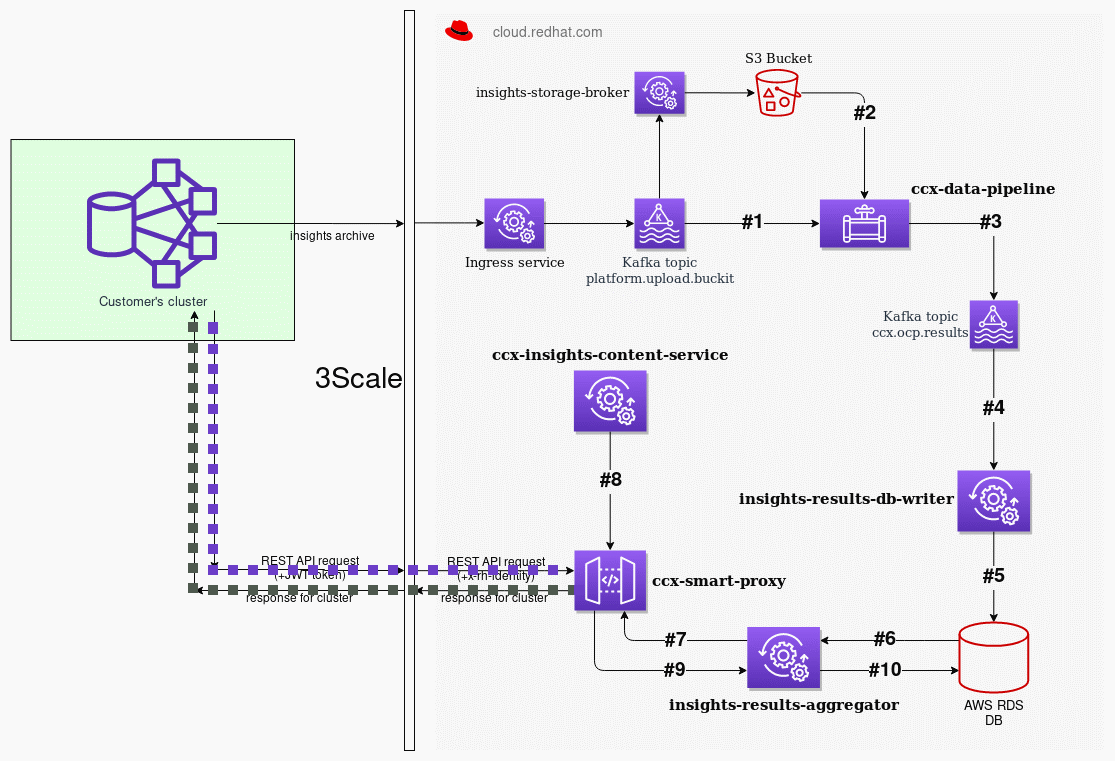 cloud.redhat.com
S3 Bucket
insights-storage-broker
#2
ccx-data-pipeline
#1
#3
insights archive
Ingress service
Kafka topic
platform.upload.buckit
Customer's cluster
Kafka topic
ccx.ocp.results
ccx-insights-content-service
3Scale
#4
#8
insights-results-db-writer
REST API request
(+JWT token)
REST API request
(+x-rh-identity)
#5
ccx-smart-proxy
response for cluster
response for cluster
#7
#6
#9
#10
insights-results-aggregator
AWS RDS
DB
K
K